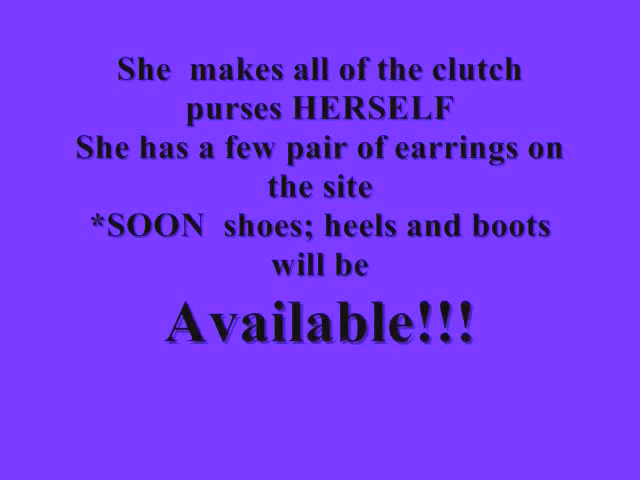 She  makes all of the clutch
purses HERSELF
She has a few pair of earrings on
the site
*SOON  shoes; heels and boots
will be
Available!!!